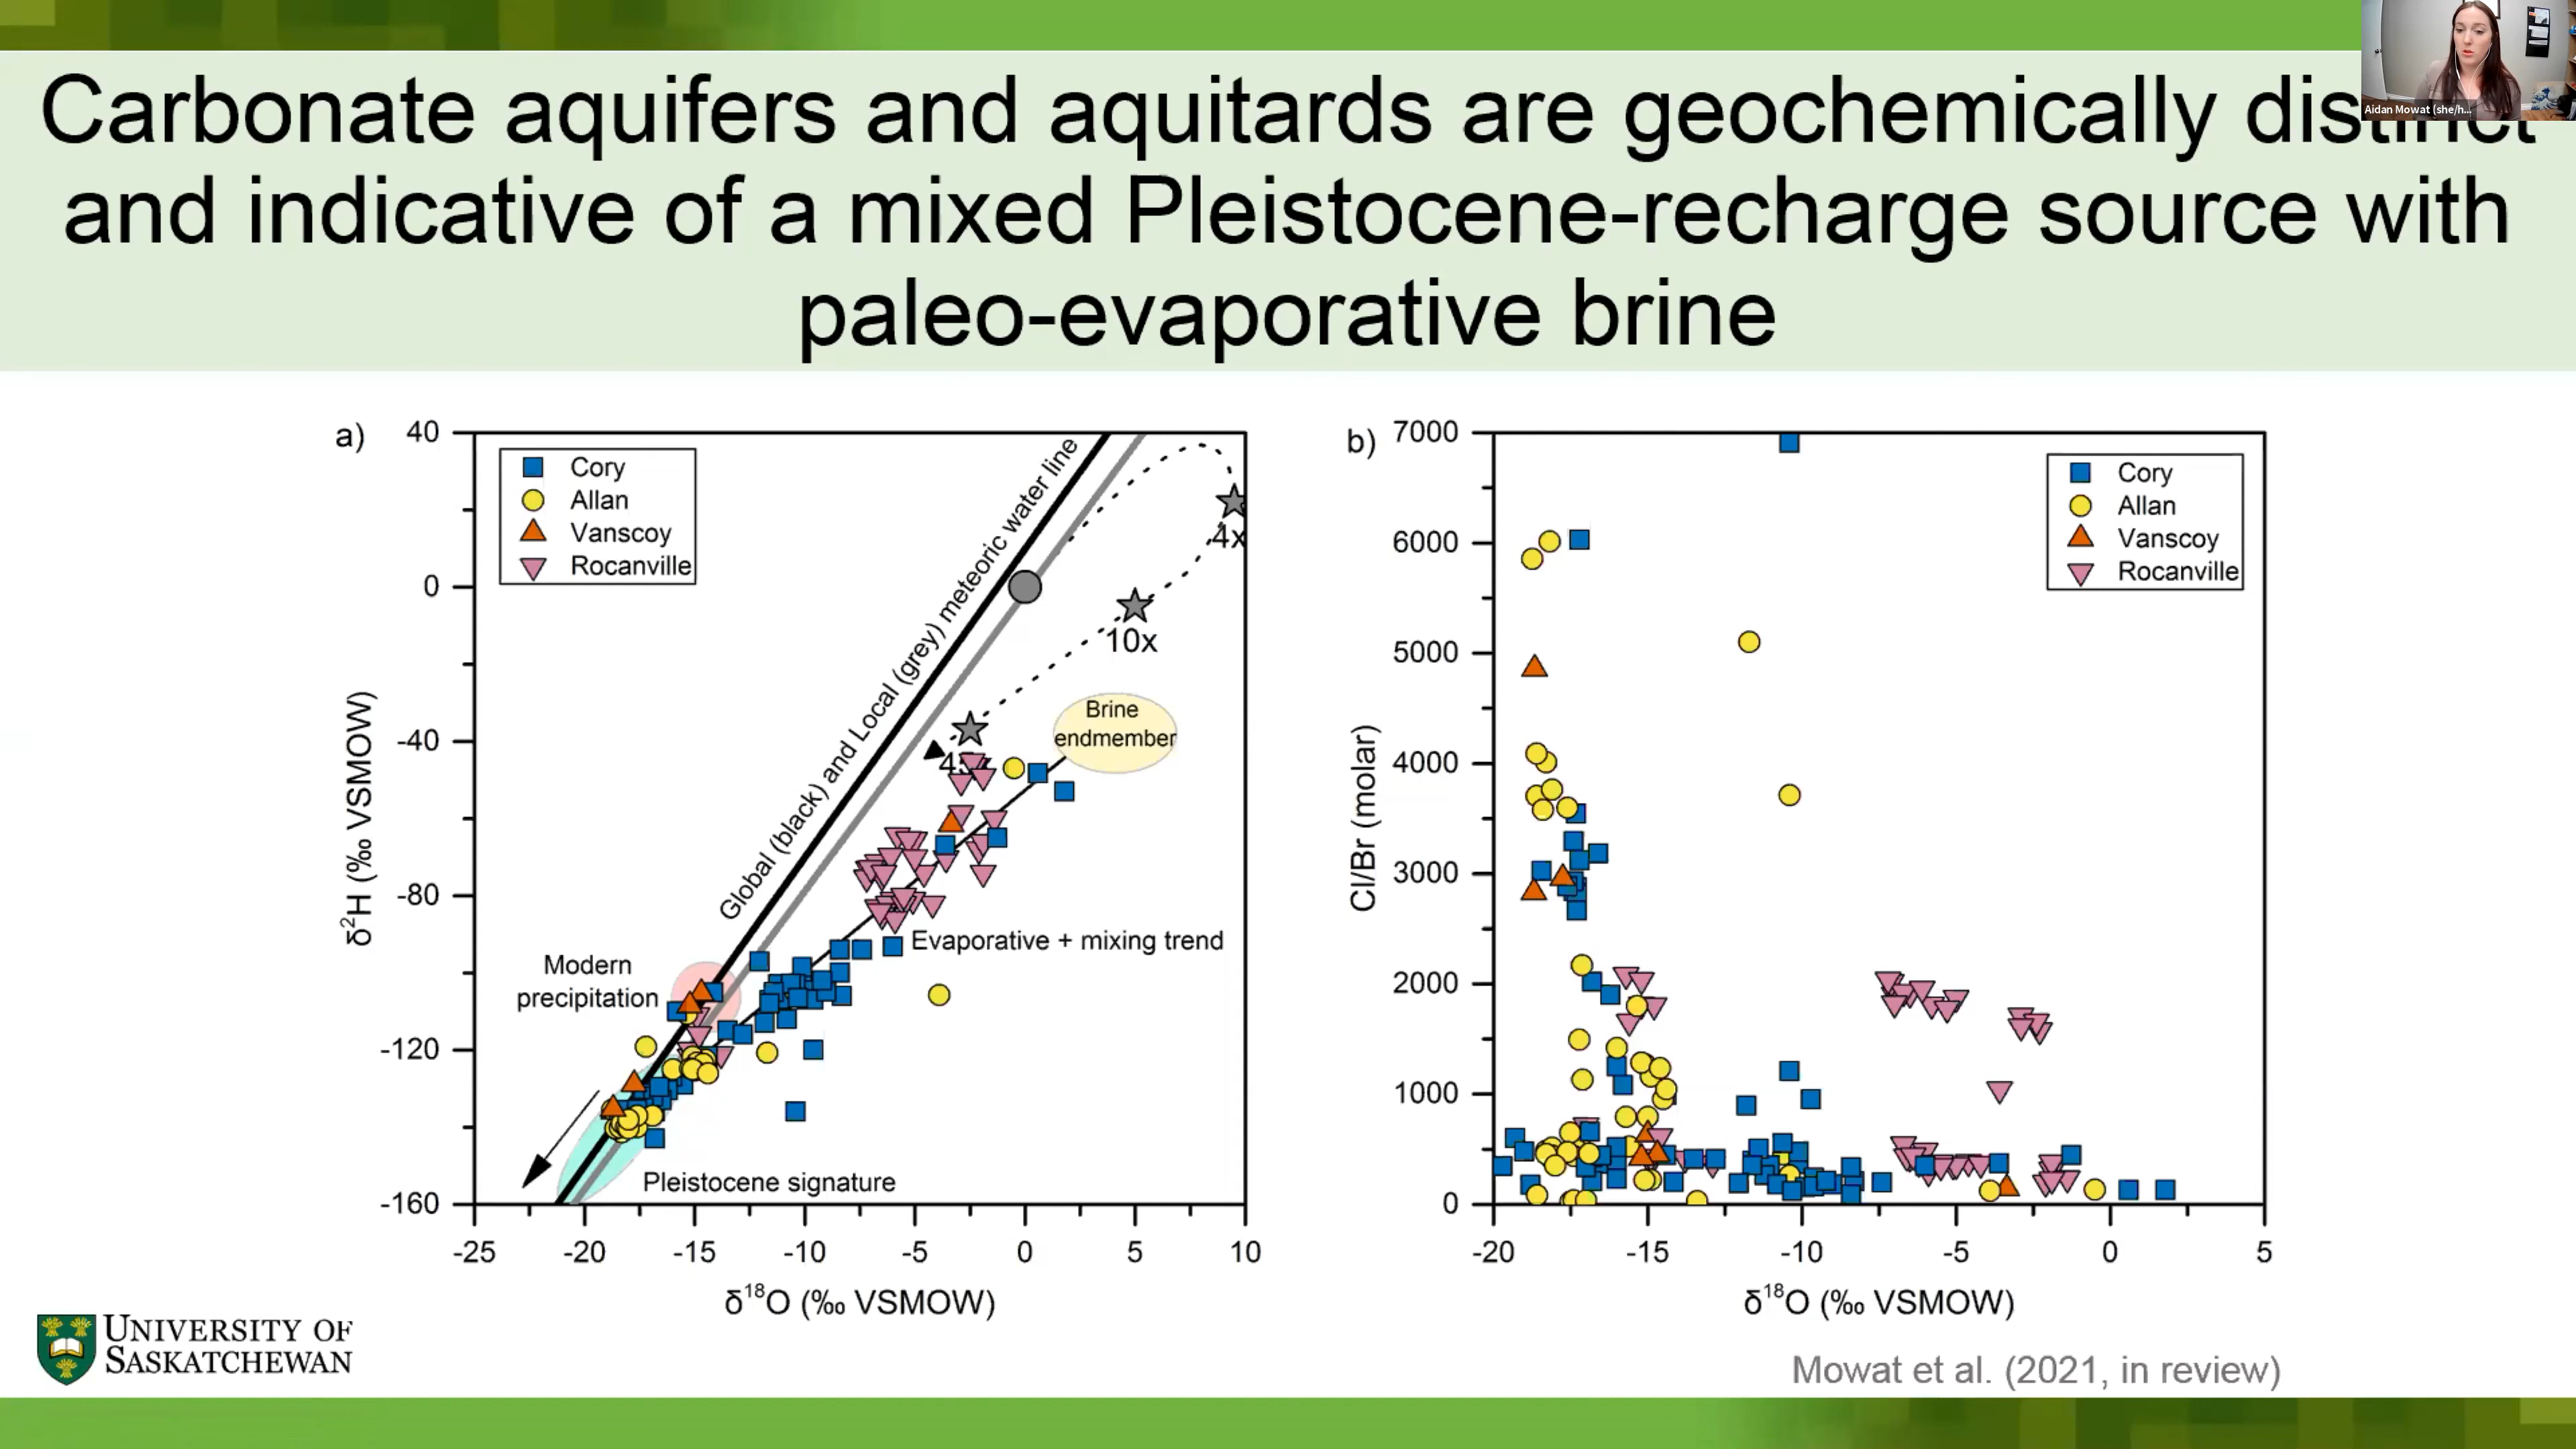 Carbonate aquifers and aquitards are geochemically distinct
and indicative of a mixed Pleistocene-recharge source with
paleo-evaporative brine
Aidan Mowat (she/h...
a)
40
0
-40
-80
-120
-160
δ²H (‰ VSMOW)
Cory
Allan
Vanscoy
Rocanville
Global (black) and Local (grey) meteoric water line
4x
10x
Brine
endmember
Evaporative + mixing trend
Modern
precipitation
Pleistocene signature
-25 -20 -15 -10 -5 0 5 10
δ¹⁸O (‰ VSMOW)
b)
7000
6000
5000
4000
3000
2000
1000
0
Cl/Br (molar)
Cory
Allan
Vanscoy
Rocanville
-20 -15 -10 -5 0 5
δ¹⁸O (‰ VSMOW)
UNIVERSITY OF
SASKATCHEWAN
Mowat et al. (2021, in review)